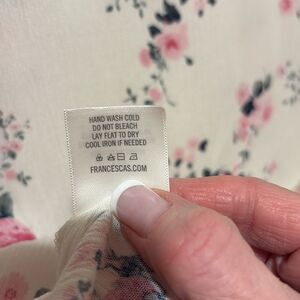 HAND WASH COLD
DO NOT BLEACH
LAY FLAT TO DRY
COOL IRON IF NEEDED
FRANCESCAS.COM